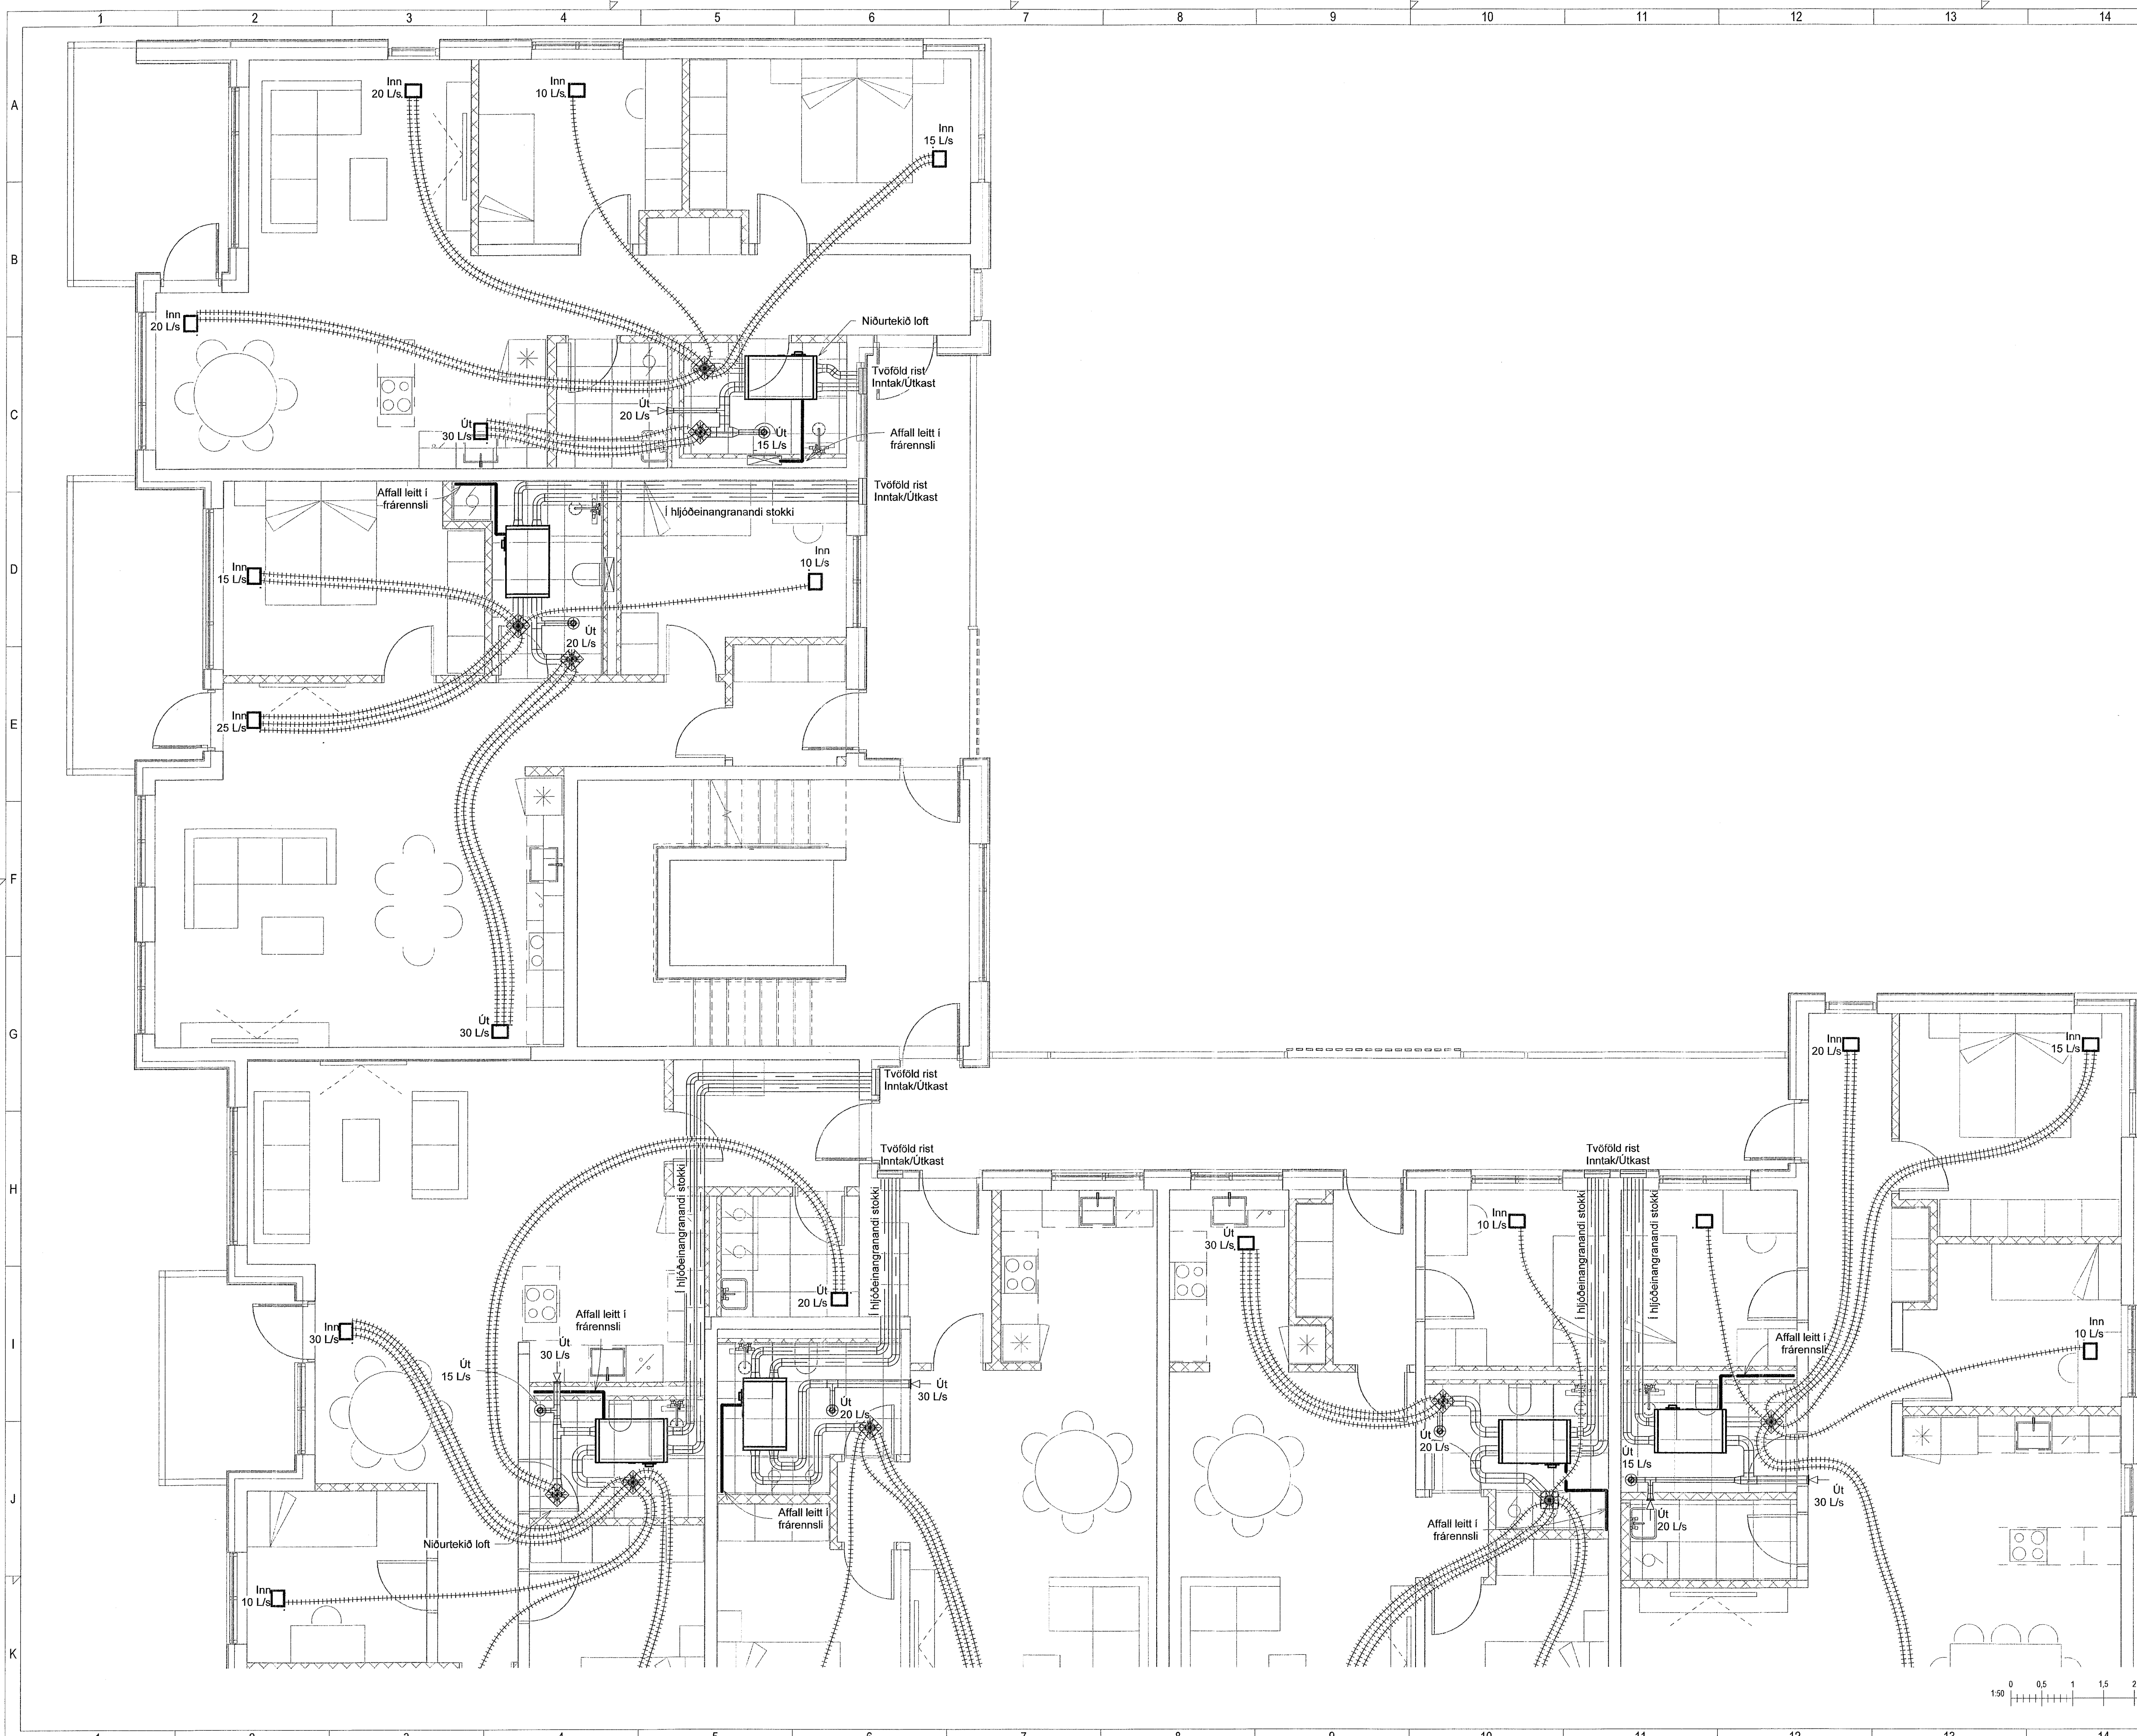 1 2 3 4 5 6 7 8 9 10 11 12 13 14
A
B
C
D
E
F
G
H
I
J
K
Inn
20 L/s
Inn
10 L/s
Inn
15 L/s
Inn
20 L/s
Niðurtekið loft
Tvöföld rist
Inntak/Útkast
Út
20 L/s
Út
30 L/s
Út
15 L/s
Affall leitt í
frárennsli
Affall leitt í
frárennsli
Tvöföld rist
Inntak/Útkast
Í hljóðeinangranandi stokki
Inn
15 L/s
Inn
10 L/s
Út
20 L/s
Inn
25 L/s
Út
30 L/s
Tvöföld rist
Inntak/Útkast
Tvöföld rist
Inntak/Útkast
Tvöföld rist
Inntak/Útkast
Inn
20 L/s
Inn
15 L/s
Í hljóðeinangranandi stokki
Í hljóðeinangranandi stokki
Í hljóðeinangranandi stokki
Í hljóðeinangranandi stokki
Inn
10 L/s
Út
30 L/s
Út
20 L/s
Inn
30 L/s
Affall leitt í
frárennsli
Út
30 L/s
Út
15 L/s
Affall leitt í
frárennsli
Inn
10 L/s
Út
30 L/s
Út
20 L/s
Út
20 L/s
Út
15 L/s
Út
30 L/s
Út
20 L/s
Affall leitt í
frárennsli
Affall leitt í
frárennsli
Niðurtekið loft
Inn
10 L/s
1:50
0 0,5 1 1,5 2